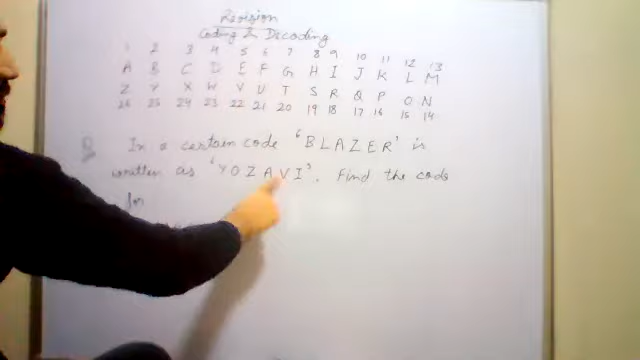 Revision
Coding & Decoding
1 2 3 4 5 6 7 8 9 10 11 12 13
A B C D E F G H I J K L M
Z Y X W V U T S R Q P O N
26 25 24 23 22 21 20 19 18 17 16 15 14
Q In a certain code 'BLAZER' is
written as 'YOZAVI'. Find the code
for